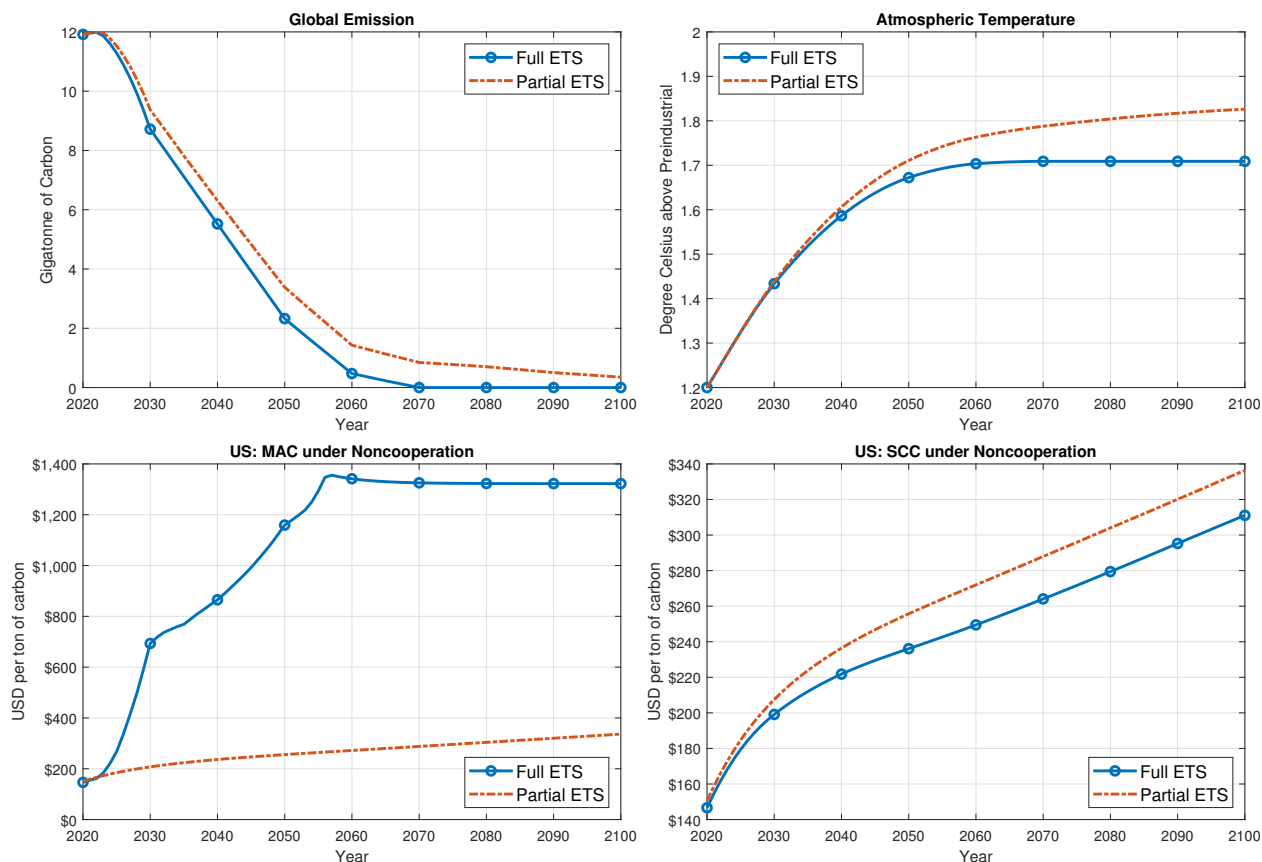 Global Emission
12
10
8
6
4
2
0
Gigatonne of Carbon
Full ETS
Partial ETS
2020 2030 2040 2050 2060 2070 2080 2090 2100
Year
Atmospheric Temperature
2
1.9
1.8
1.7
1.6
1.5
1.4
1.3
1.2
Degree Celsius above Preindustrial
Full ETS
Partial ETS
2020 2030 2040 2050 2060 2070 2080 2090 2100
Year
US: MAC under Noncooperation
$1,400
$1,200
$1,000
$800
$600
$400
$200
$0
USD per ton of carbon
Full ETS
Partial ETS
2020 2030 2040 2050 2060 2070 2080 2090 2100
Year
US: SCC under Noncooperation
$340
$320
$300
$280
$260
$240
$220
$200
$180
$160
$140
USD per ton of carbon
Full ETS
Partial ETS
2020 2030 2040 2050 2060 2070 2080 2090 2100
Year